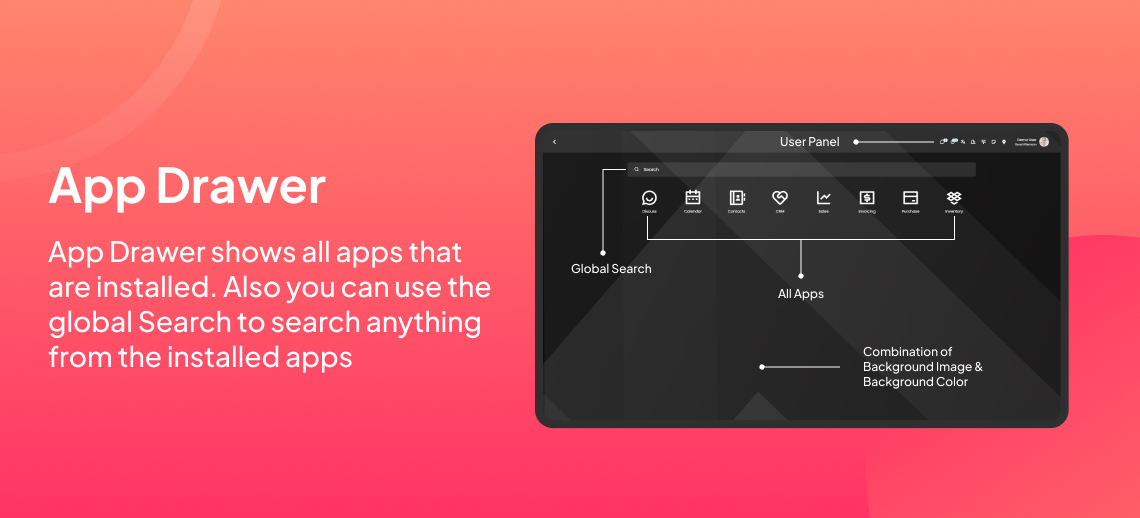 App Drawer
App Drawer shows all apps that
are installed. Also you can use the
global Search to search anything
from the installed apps
User Panel
Search
Discuss
Calendar
Contacts
CRM
Sales
Invoicing
Purchase
Inventory
Global Search
All Apps
Combination of
Background Image &
Background Color